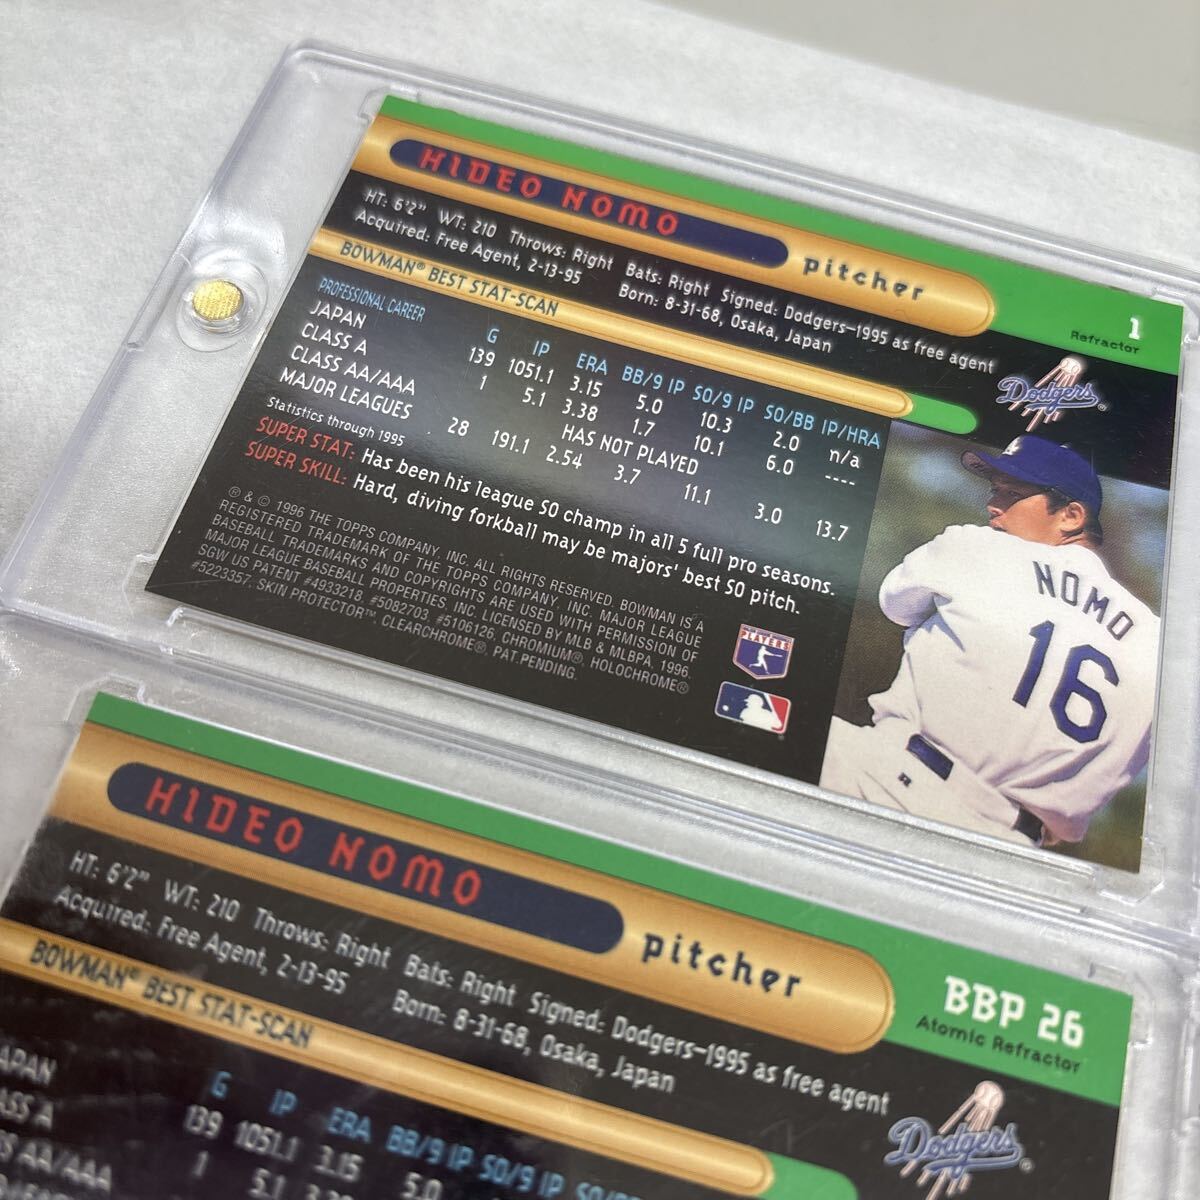 HIDEO NOMO
pitcher
1
Refractor
HT: 6'2" WT: 210 Throws: Right Bats: Right Signed: Dodgers-1995 as free agent
Acquired: Free Agent, 2-13-95 Born: 8-31-68, Osaka, Japan
Dodgers
BOWMAN® BEST STAT-SCAN
PROFESSIONAL CAREER G IP ERA BB/9 IP SO/9 IP SO/BB IP/HRA
JAPAN 139 1051.1 3.15 5.0 10.3 2.0 n/a
CLASS A 1 5.1 3.38 1.7 10.1 6.0 ----
CLASS AA/AAA HAS NOT PLAYED
MAJOR LEAGUES 28 191.1 2.54 3.7 11.1 3.0 13.7
Statistics through 1995
SUPER STAT: Has been his league SO champ in all 5 full pro seasons.
SUPER SKILL: Hard, diving forkball may be majors' best SO pitch.
® & © 1996 THE TOPPS COMPANY, INC. ALL RIGHTS RESERVED. BOWMAN IS A
REGISTERED TRADEMARK OF THE TOPPS COMPANY, INC. MAJOR LEAGUE
BASEBALL TRADEMARKS AND COPYRIGHTS ARE USED WITH PERMISSION OF
MAJOR LEAGUE BASEBALL PROPERTIES, INC. LICENSED BY MLB & MLBPA, 1996.
SGW US PATENT #4933218, #5082703, #5106126, CHROMIUM®, HOLOCHROME®
#5223357, SKIN PROTECTOR™, CLEARCHROME®, PAT.PENDING.
PLAYERS
NOMO
16
HIDEO NOMO
pitcher
BBP 26
Atomic Refractor
HT: 6'2" WT: 210 Throws: Right Bats: Right Signed: Dodgers-1995 as free agent
Acquired: Free Agent, 2-13-95 Born: 8-31-68, Osaka, Japan
Dodgers
BOWMAN® BEST STAT-SCAN
G IP ERA BB/9 IP SO/9 IP
APAN 139 1051.1 3.15 5.0
ASS A 1 5.1
SS AA/AAA